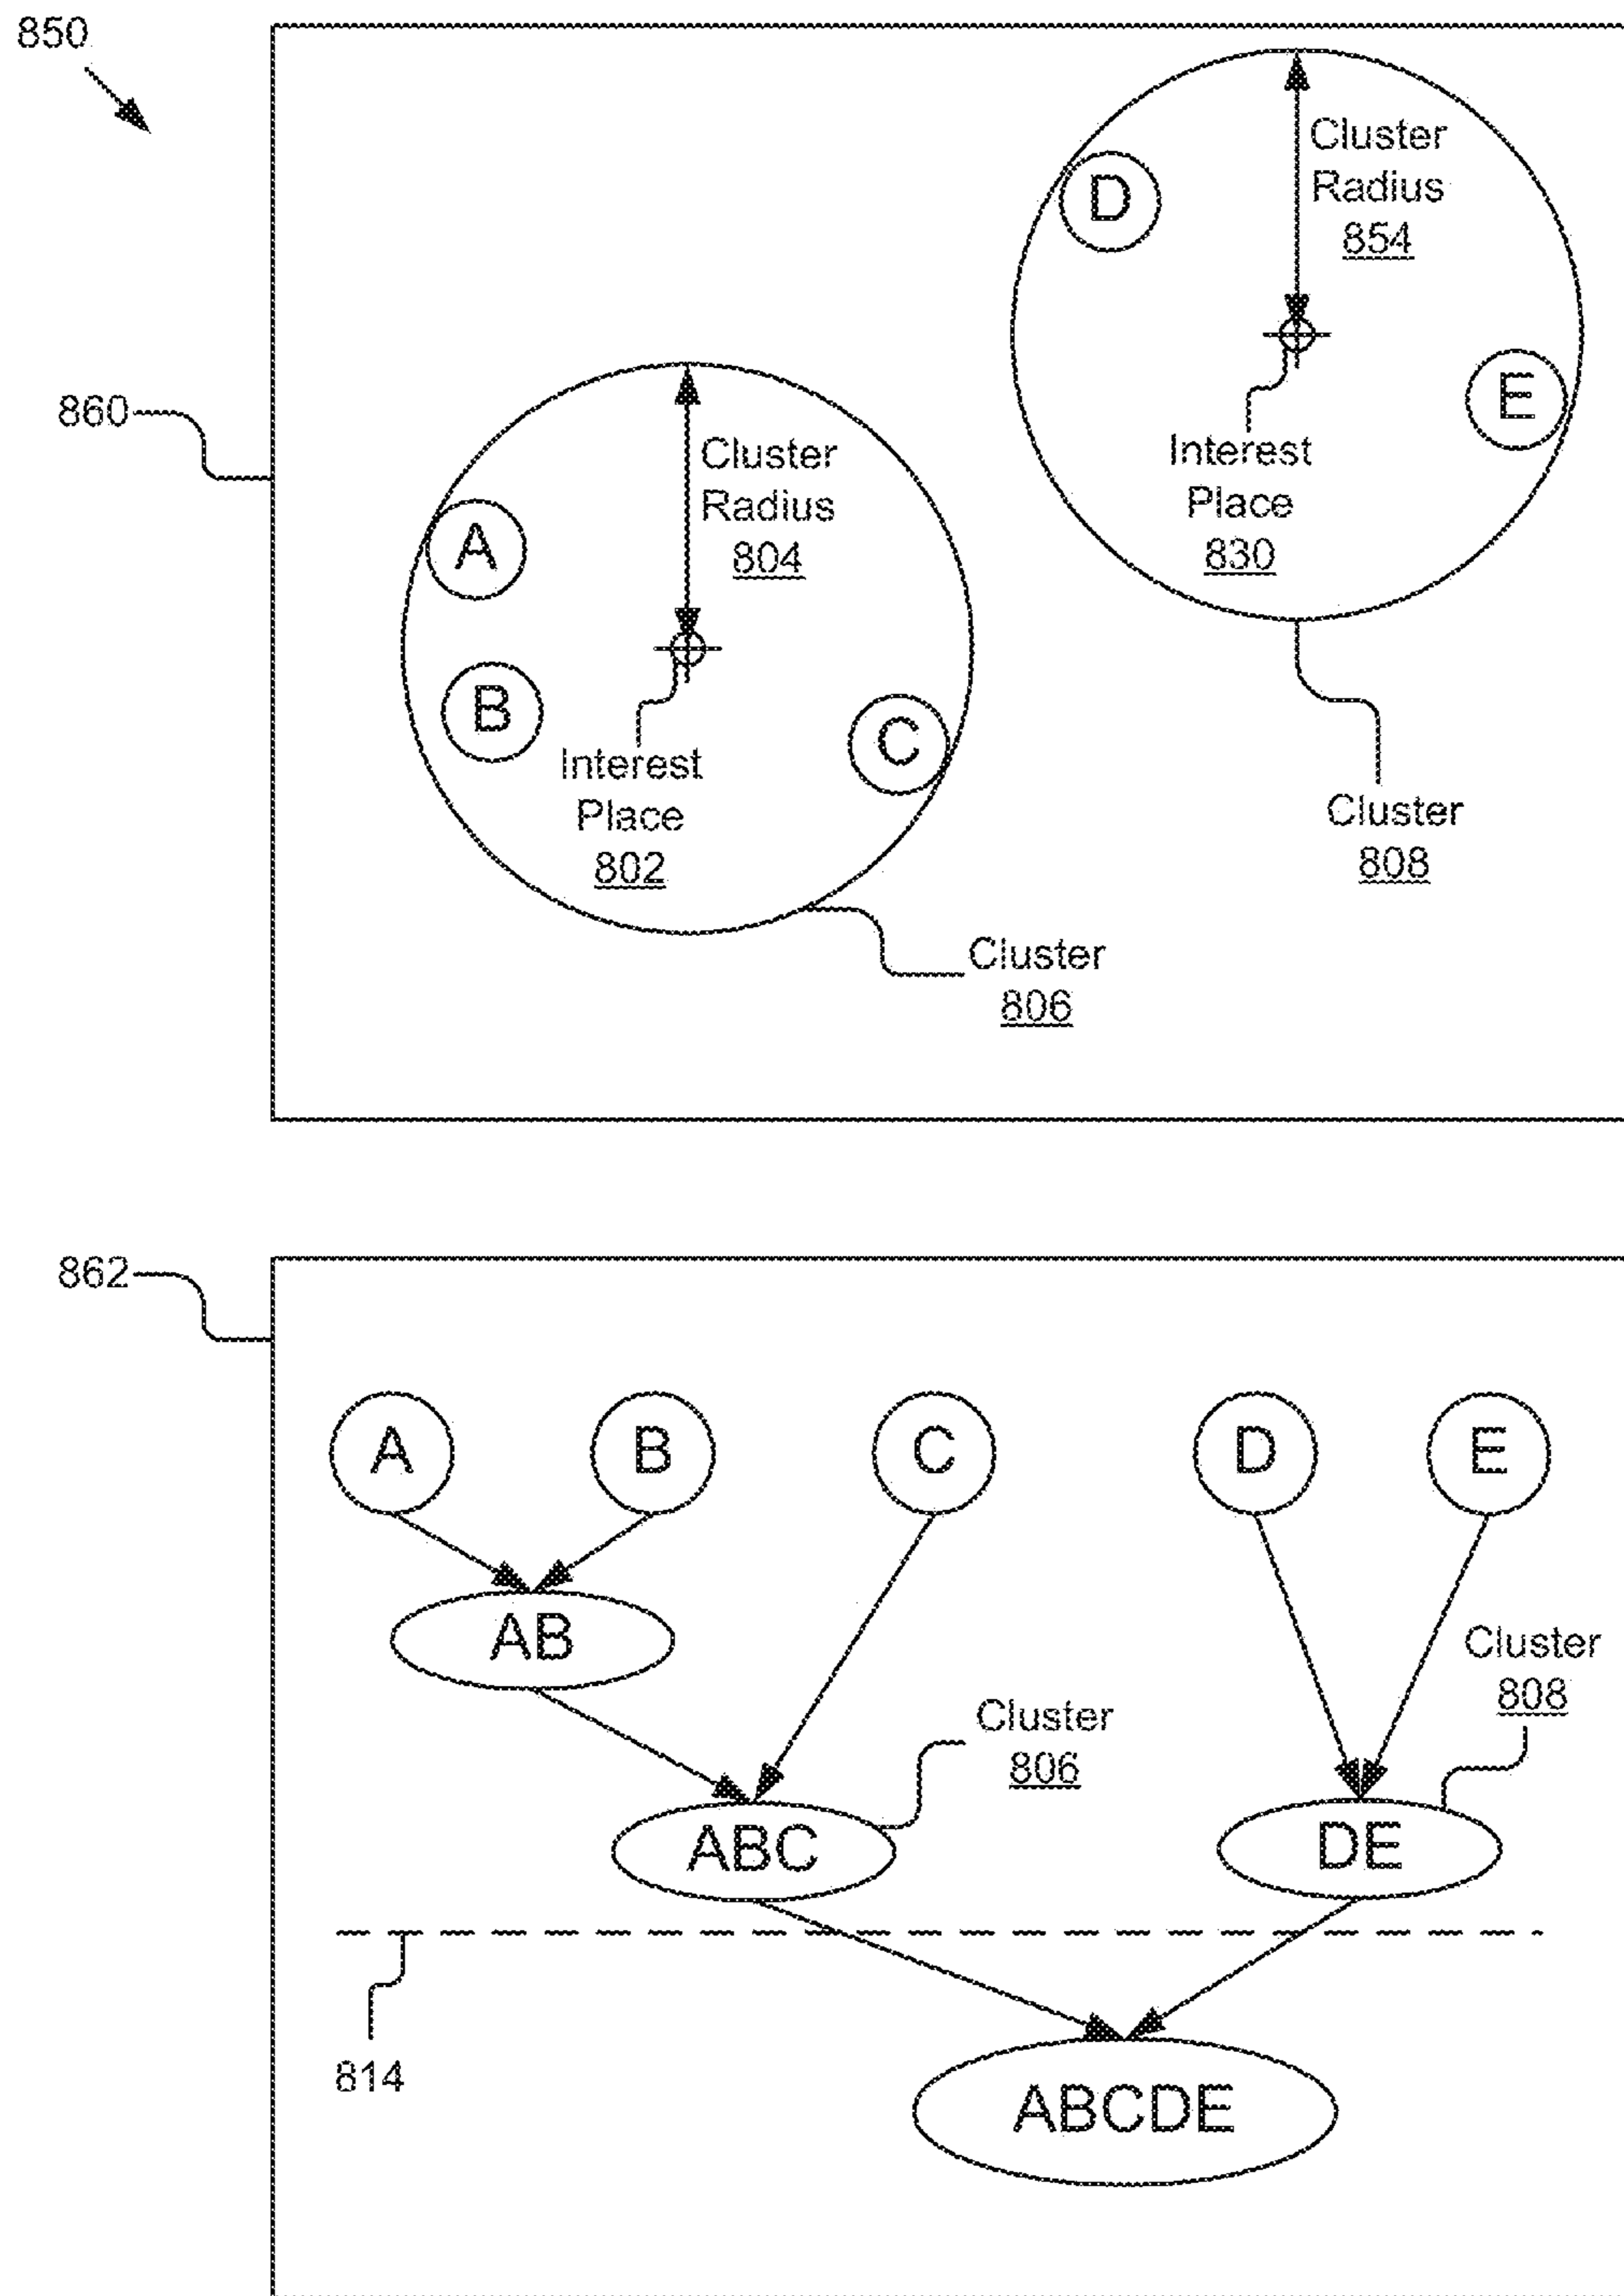 850
860
D
Cluster
Radius
854
E
Interest
Place
830
Cluster
Radius
804
A
B
C
Interest
Place
802
Cluster
808
Cluster
806
862
A
B
C
D
E
AB
Cluster
808
Cluster
806
ABC
DE
814
ABCDE